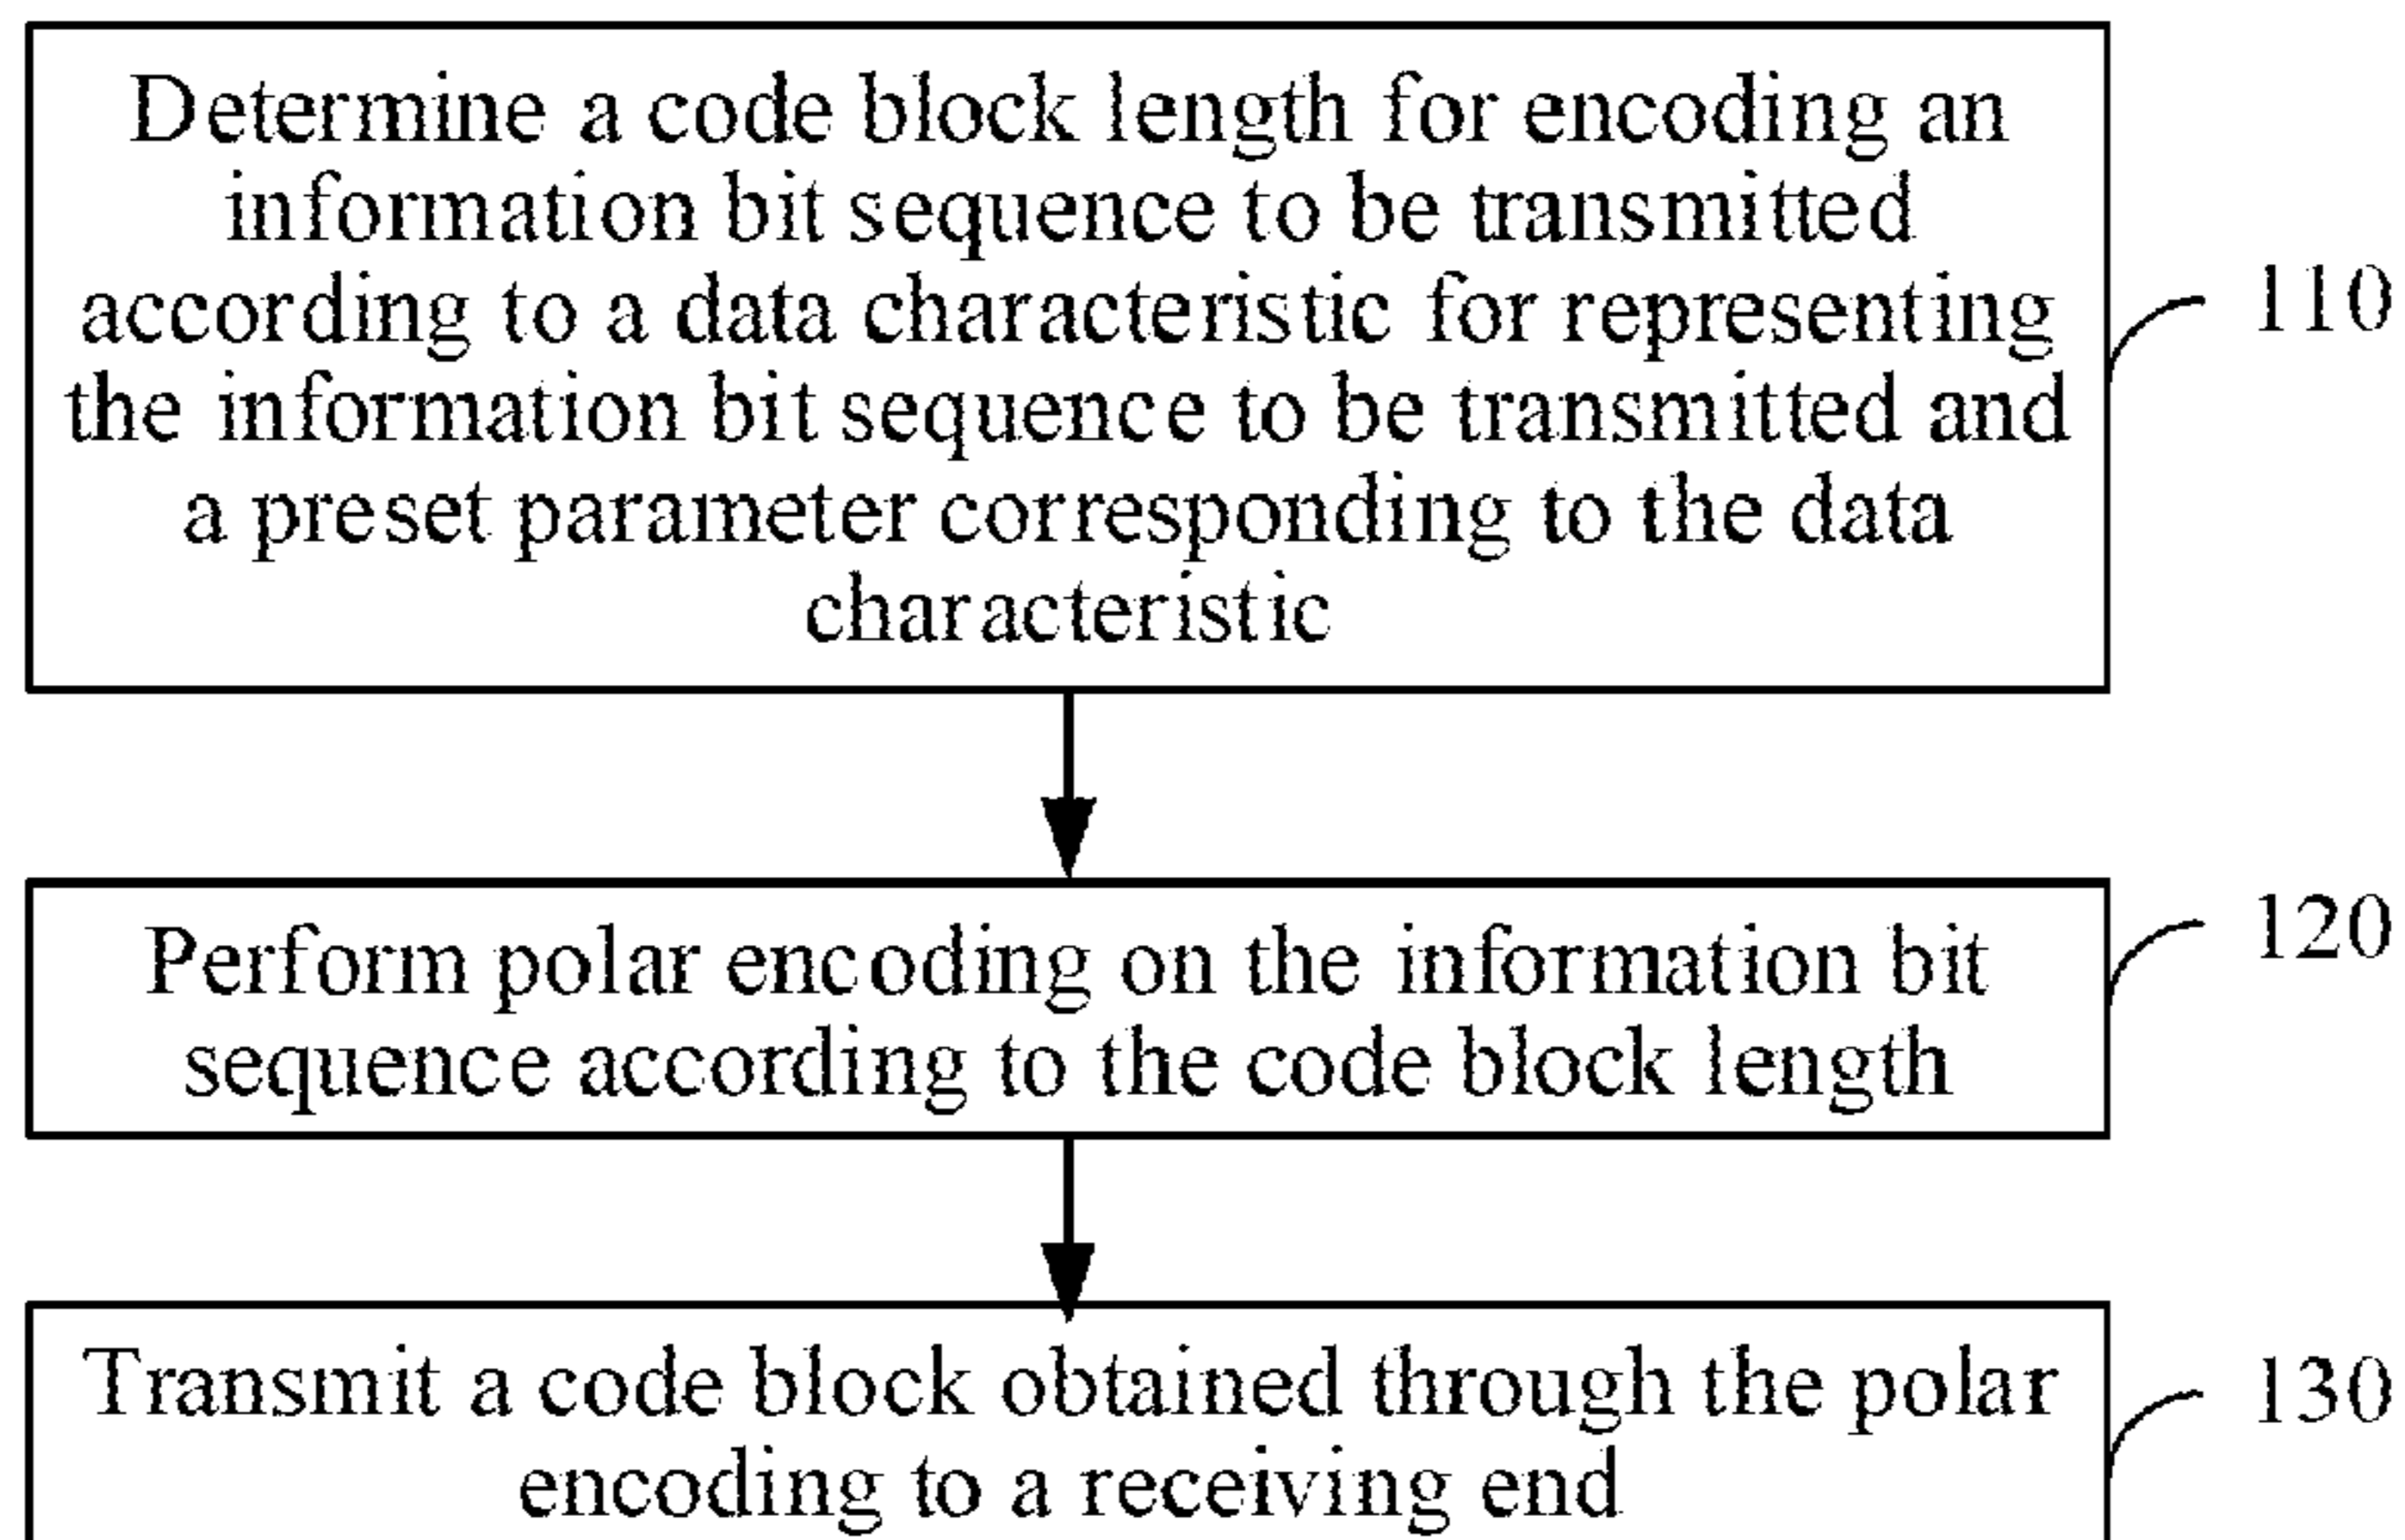 Determine a code block length for encoding an
information bit sequence to be transmitted
according to a data characteristic for representing
the information bit sequence to be transmitted and
a preset parameter corresponding to the data
characteristic
110
Perform polar encoding on the information bit
sequence according to the code block length
120
Transmit a code block obtained through the polar
encoding to a receiving end
130